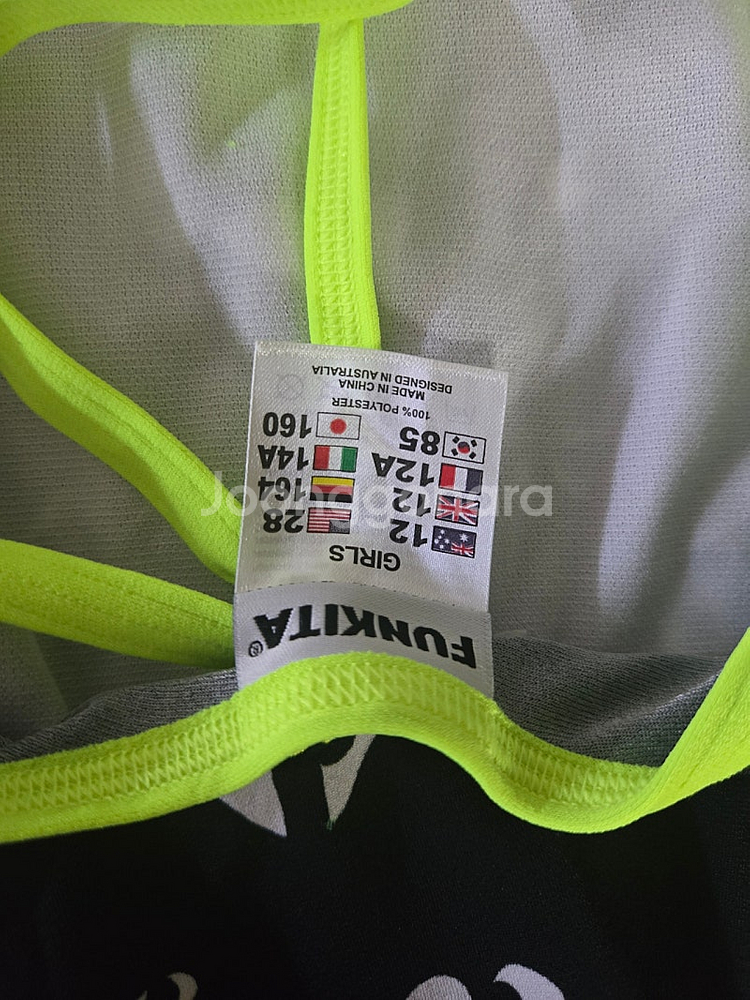 FUNKITA®
GIRLS
12 28
12 164
12A 14A
85 160
100% POLYESTER
MADE IN CHINA
DESIGNED IN AUSTRALIA